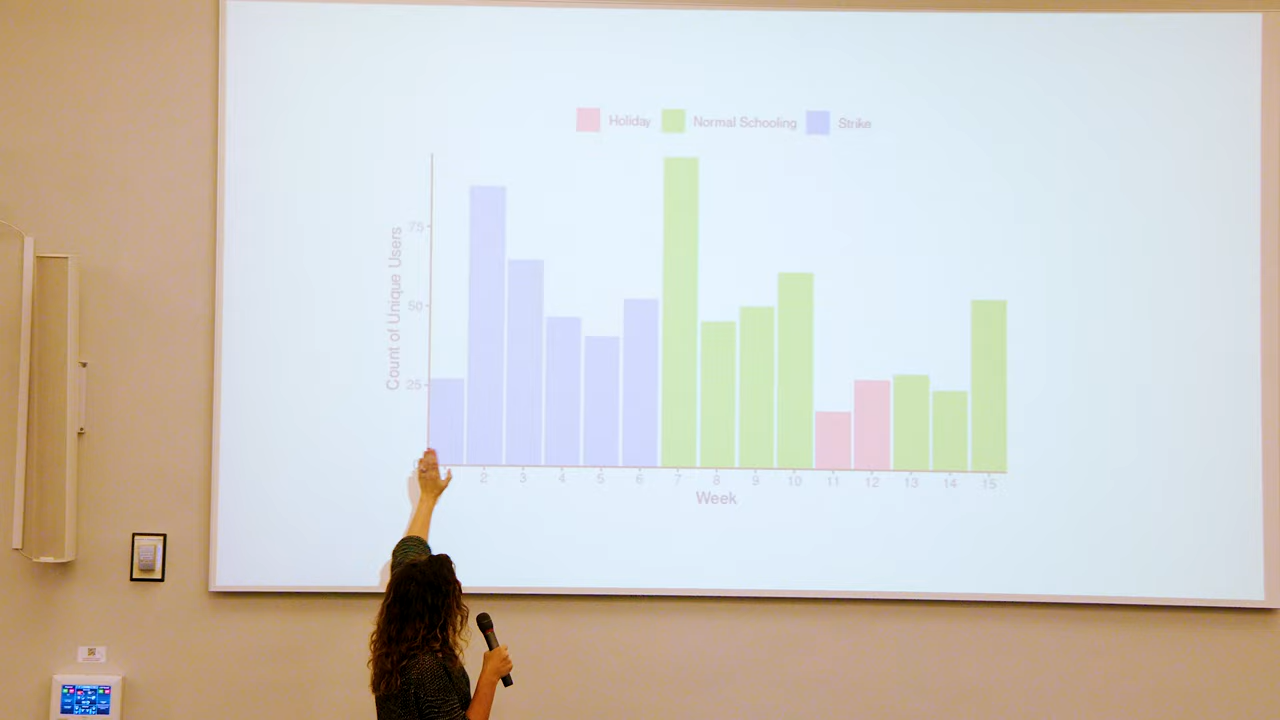 Holiday Normal Schooling Strike
Count of Unique Users
75
50
25
2 3 4 5 6 7 8 9 10 11 12 13 14 15
Week